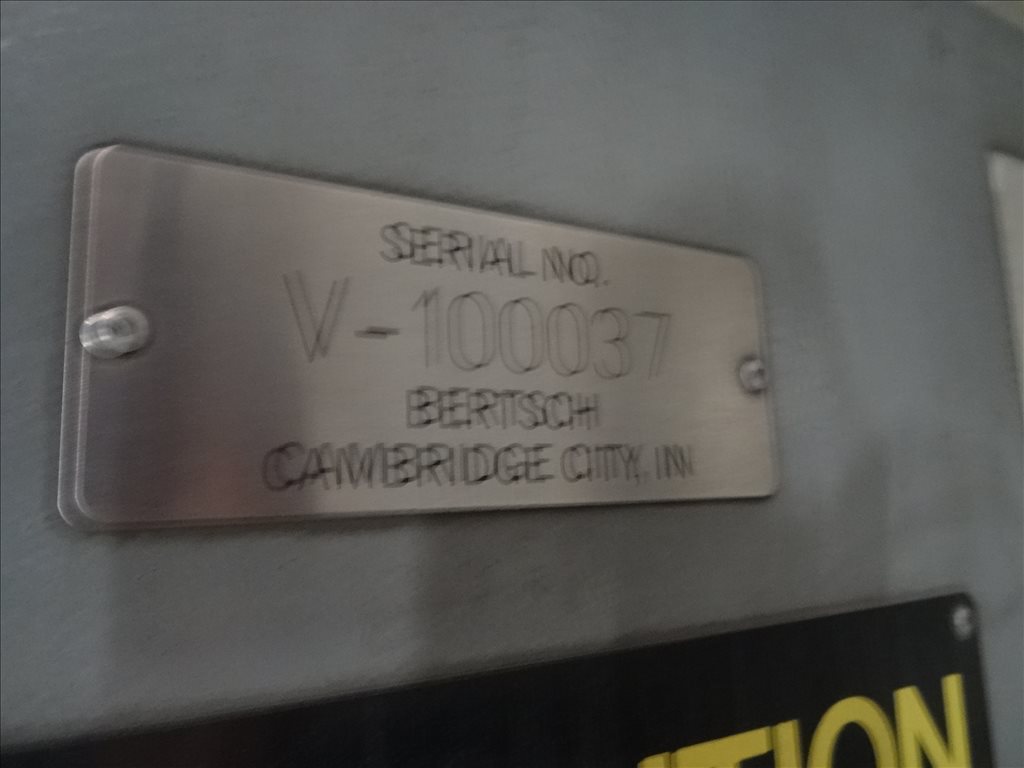 SERIAL NO.
V-100037
BERTSCH
CAMBRIDGE CITY, IN